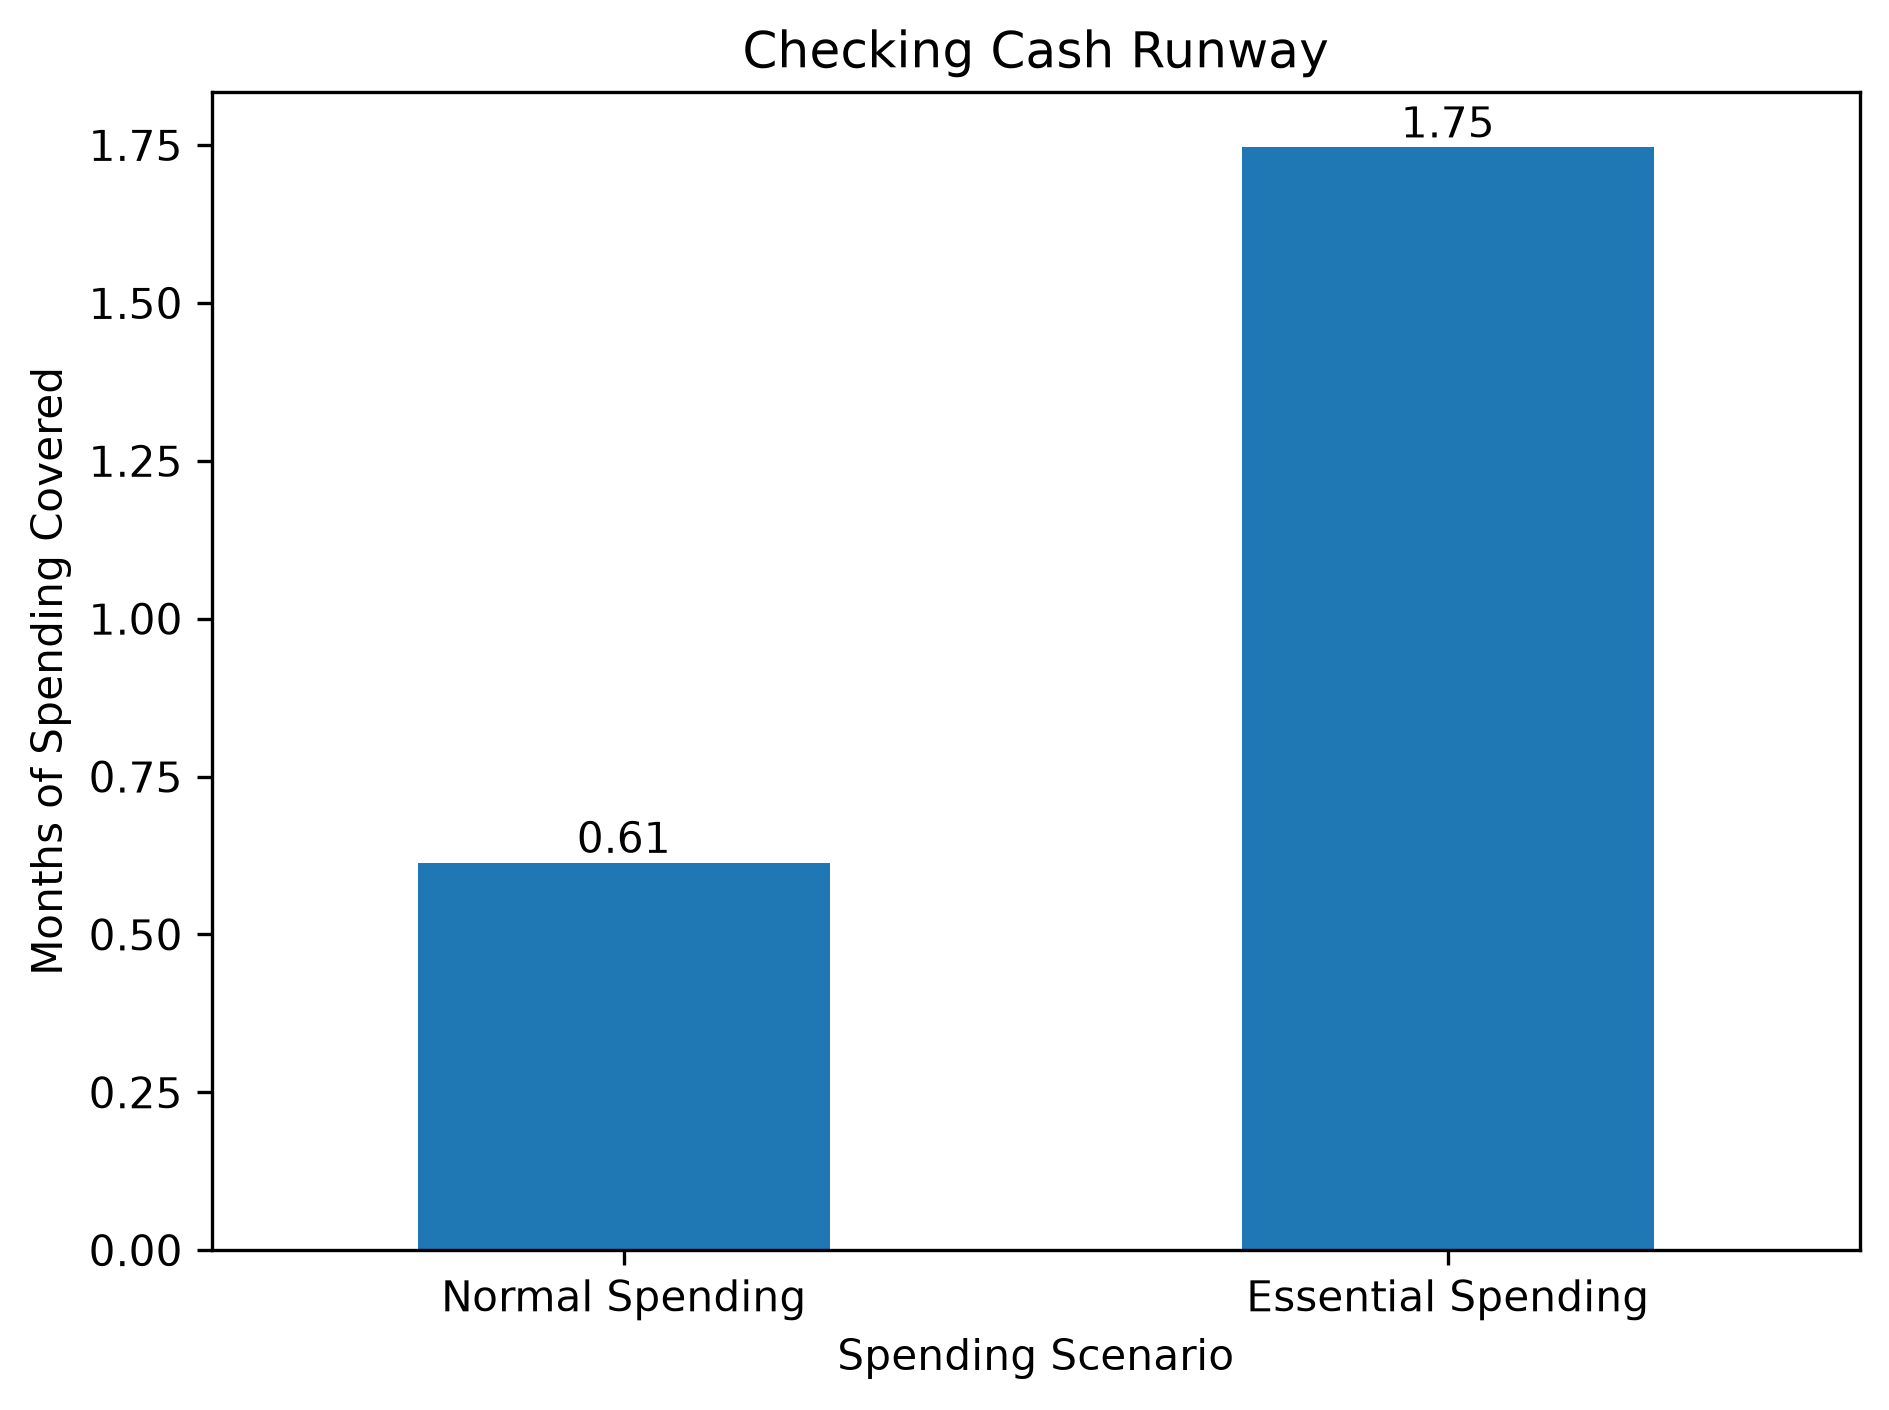 Checking Cash Runway
Months of Spending Covered
1.75
1.50
1.25
1.00
0.75
0.50
0.25
0.00
0.61
1.75
Normal Spending
Essential Spending
Spending Scenario